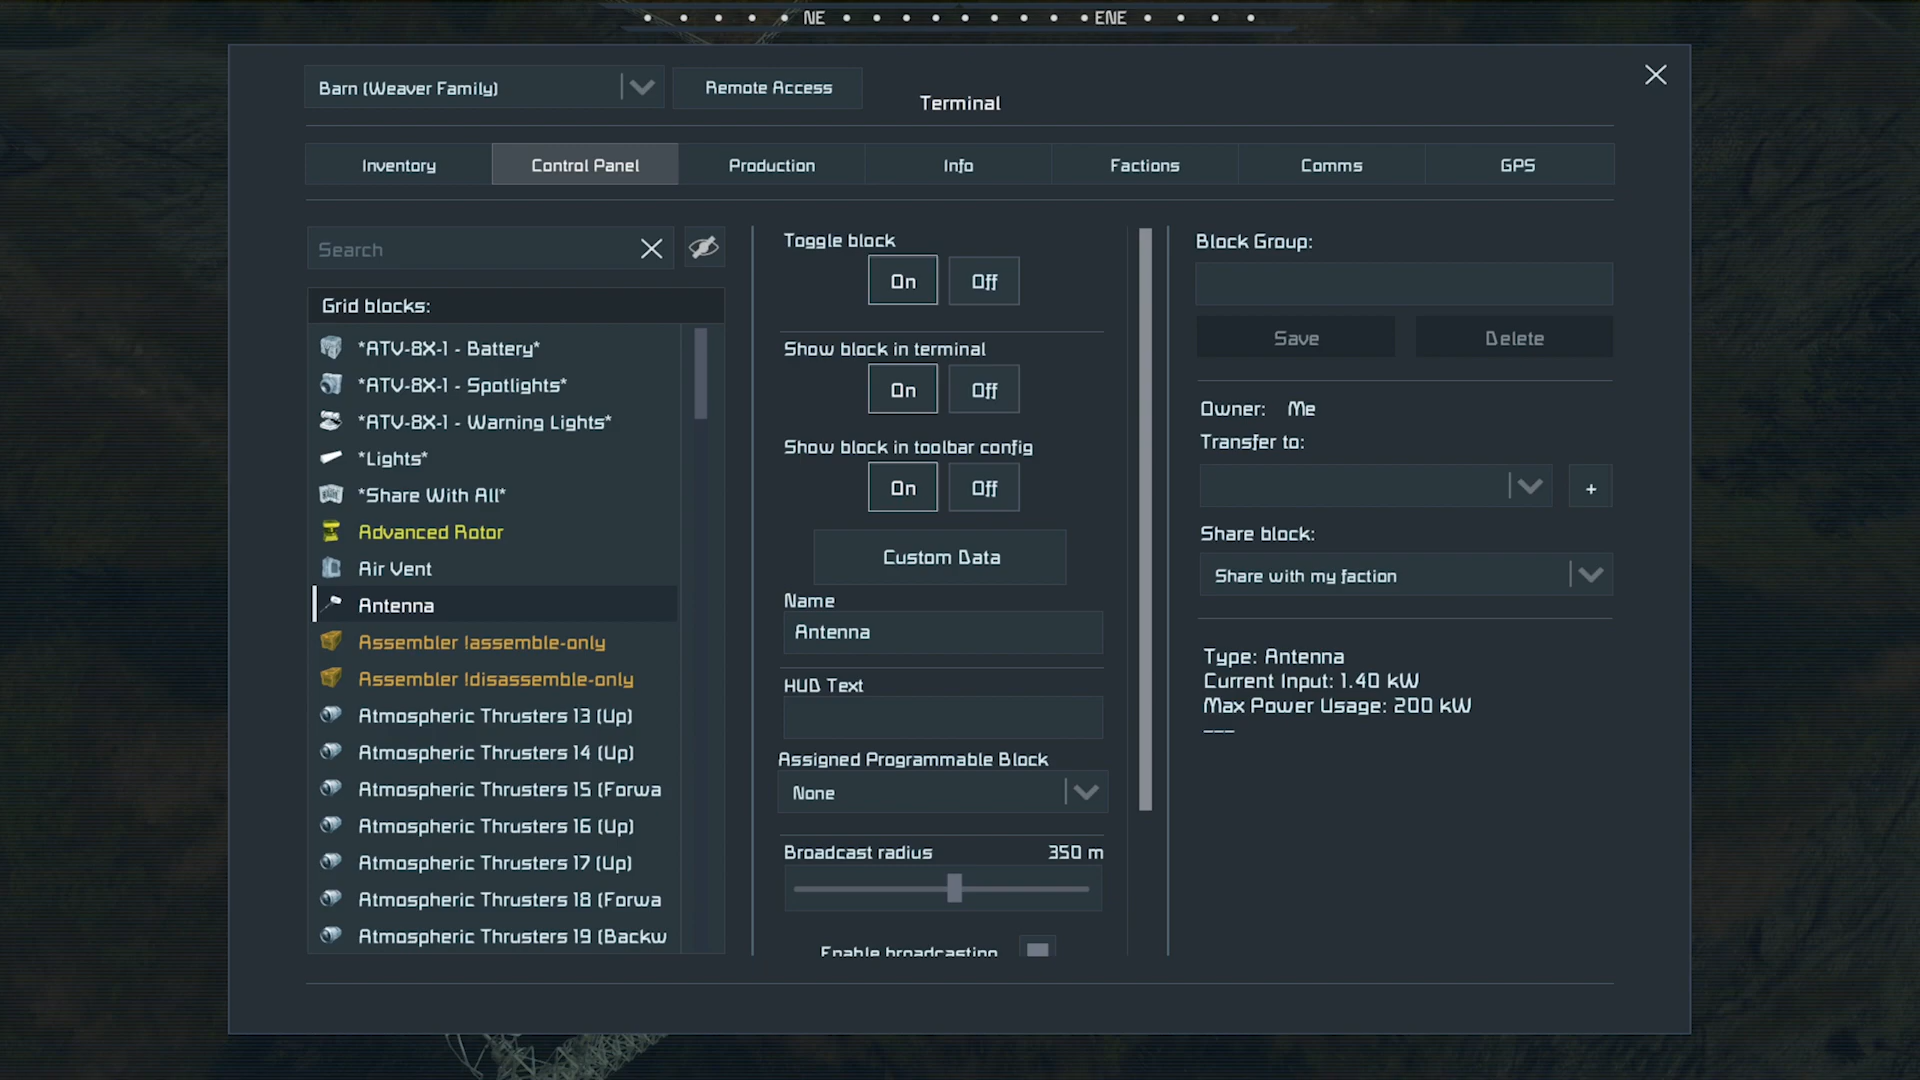 NE
ENE
Barn (Weaver Family)
Remote Access
Terminal
Inventory
Control Panel
Production
Info
Factions
Comms
GPS
Search
Grid blocks:
*ATV-8X-1 - Battery*
*ATV-8X-1 - Spotlights*
*ATV-8X-1 - Warning Lights*
*Lights*
*Share With All*
Advanced Rotor
Air Vent
Antenna
Assembler !assemble-only
Assembler !disassemble-only
Atmospheric Thrusters 13 (Up)
Atmospheric Thrusters 14 (Up)
Atmospheric Thrusters 15 (Forwa
Atmospheric Thrusters 16 (Up)
Atmospheric Thrusters 17 (Up)
Atmospheric Thrusters 18 (Forwa
Atmospheric Thrusters 19 (Backw
Toggle block
On
Off
Show block in terminal
On
Off
Show block in toolbar config
On
Off
Custom Data
Name
Antenna
HUD Text
Assigned Programmable Block
None
Broadcast radius
350 m
Enable broadcasting
Block Group:
Save
Delete
Owner: Me
Transfer to:
+
Share block:
Share with my faction
Type: Antenna
Current Input: 1.40 kW
Max Power Usage: 200 kW
---